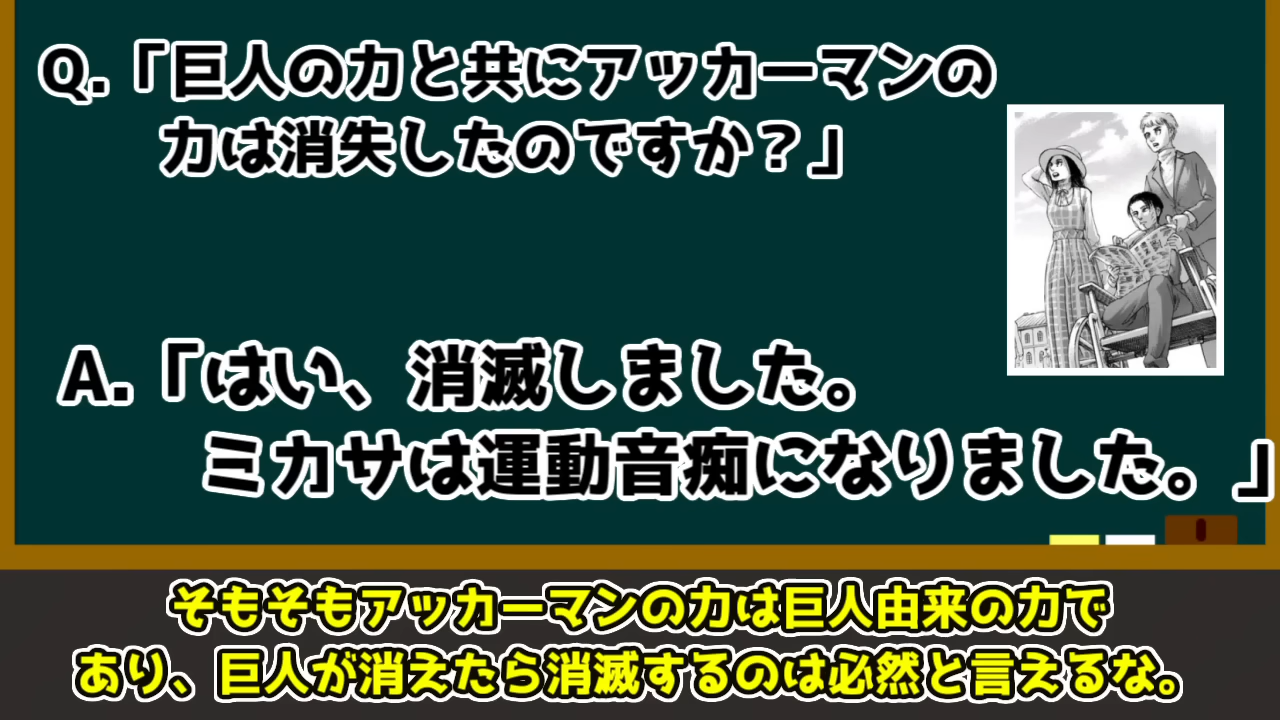 Q.「巨人の力と共にアッカーマンの
力は消失したのですか？」
A.「はい、消滅しました。
ミカサは運動音痴になりました。」
そもそもアッカーマンの力は巨人由来の力で
あり、巨人が消えたら消滅するのは必然と言えるな。